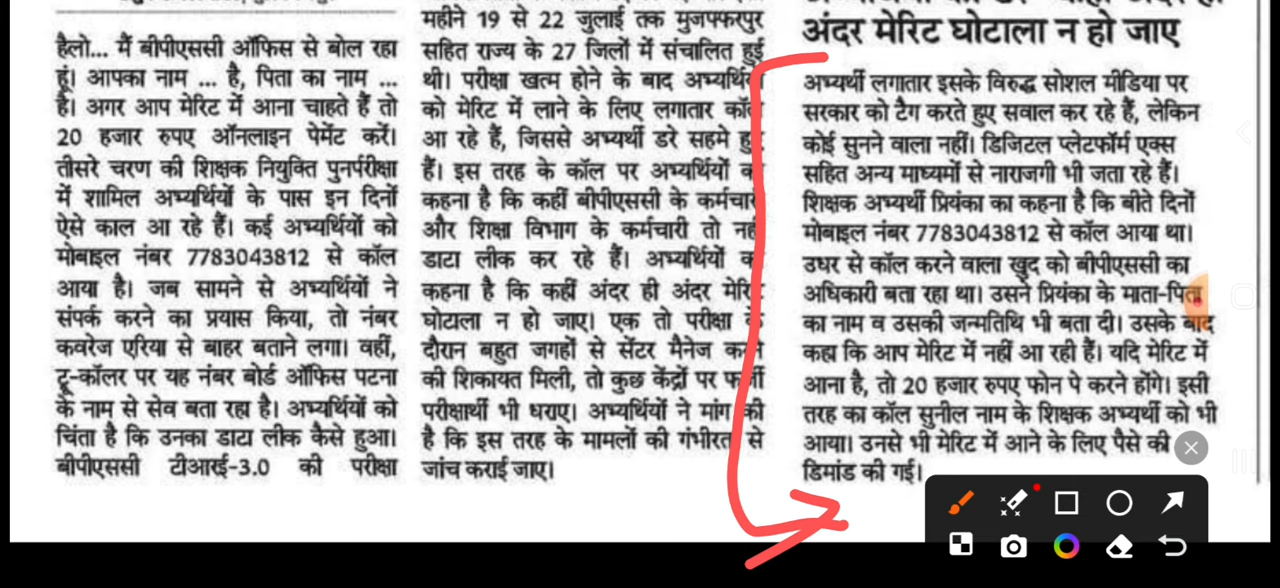 हैलो... मैं बीपीएससी ऑफिस से बोल रहा
हूं। आपका नाम ... है, पिता का नाम ...
है। अगर आप मेरिट में आना चाहते हैं तो
20 हजार रुपए ऑनलाइन पेमेंट करें।
तीसरे चरण की शिक्षक नियुक्ति पुनर्परीक्षा
में शामिल अभ्यर्थियों के पास इन दिनों
ऐसे काल आ रहे हैं। कई अभ्यर्थियों को
मोबाइल नंबर 7783043812 से कॉल
आया है। जब सामने से अभ्यर्थियों ने
संपर्क करने का प्रयास किया, तो नंबर
कवरेज एरिया से बाहर बताने लगा। वहीं,
ट्रू-कॉलर पर यह नंबर बोर्ड ऑफिस पटना
के नाम से सेव बता रहा है। अभ्यर्थियों को
चिंता है कि उनका डाटा लीक कैसे हुआ।
बीपीएससी टीआरई-3.0 की परीक्षा
महीने 19 से 22 जुलाई तक मुजफ्फरपुर
सहित राज्य के 27 जिलों में संचालित हुई
थी। परीक्षा खत्म होने के बाद अभ्यर्थियों
को मेरिट में लाने के लिए लगातार कॉल
आ रहे हैं, जिससे अभ्यर्थी डरे सहमे हुए
हैं। इस तरह के कॉल पर अभ्यर्थियों का
कहना है कि कहीं बीपीएससी के कर्मचारी
और शिक्षा विभाग के कर्मचारी तो नहीं
डाटा लीक कर रहे हैं। अभ्यर्थियों का
कहना है कि कहीं अंदर ही अंदर मेरिट
घोटाला न हो जाए। एक तो परीक्षा के
दौरान बहुत जगहों से सेंटर मैनेज करने
की शिकायत मिली, तो कुछ केंद्रों पर फर्जी
परीक्षार्थी भी धराए। अभ्यर्थियों ने मांग की
है कि इस तरह के मामलों की गंभीरता से
जांच कराई जाए।
अंदर मेरिट घोटाला न हो जाए
अभ्यर्थी लगातार इसके विरुद्ध सोशल मीडिया पर
सरकार को टैग करते हुए सवाल कर रहे हैं, लेकिन
कोई सुनने वाला नहीं। डिजिटल प्लेटफॉर्म एक्स
सहित अन्य माध्यमों से नाराजगी भी जता रहे हैं।
शिक्षक अभ्यर्थी प्रियंका का कहना है कि बीते दिनों
मोबाइल नंबर 7783043812 से कॉल आया था।
उधर से कॉल करने वाला खुद को बीपीएससी का
अधिकारी बता रहा था। उसने प्रियंका के माता-पिता
का नाम व उसकी जन्मतिथि भी बता दी। उसके बाद
कहा कि आप मेरिट में नहीं आ रही हैं। यदि मेरिट में
आना है, तो 20 हजार रुपए फोन पे करने होंगे। इसी
तरह का कॉल सुनील नाम के शिक्षक अभ्यर्थी को भी
आया। उनसे भी मेरिट में आने के लिए पैसे की
डिमांड की गई।